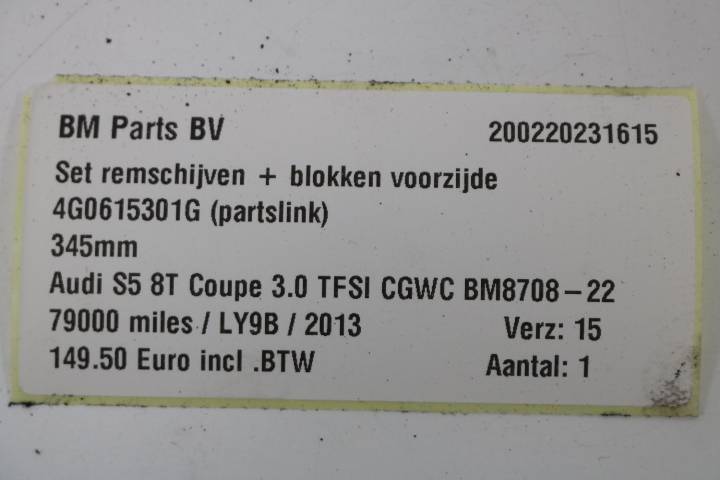 BM Parts BV 200220231615
Set remschijven + blokken voorzijde
4G0615301G (partslink)
345mm
Audi S5 8T Coupe 3.0 TFSI CGWC BM8708-22
79000 miles / LY9B / 2013 Verz: 15
149.50 Euro incl .BTW Aantal: 1